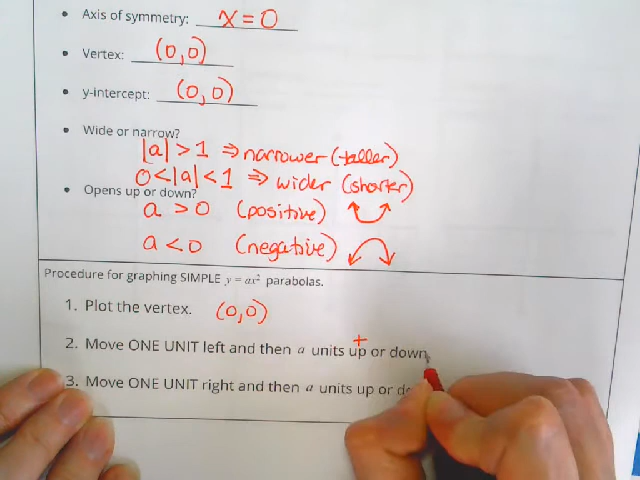 • Axis of symmetry: x = 0
• Vertex: (0,0)
• y-intercept: (0,0)
• Wide or narrow?
|a| > 1 ⇒ narrower (taller)
0 < |a| < 1 ⇒ wider (shorter)
• Opens up or down?
a > 0 (positive)
a < 0 (negative)
Procedure for graphing SIMPLE y = ax² parabolas.
1. Plot the vertex. (0,0)
+
2. Move ONE UNIT left and then a units up or down,
3. Move ONE UNIT right and then a units up or